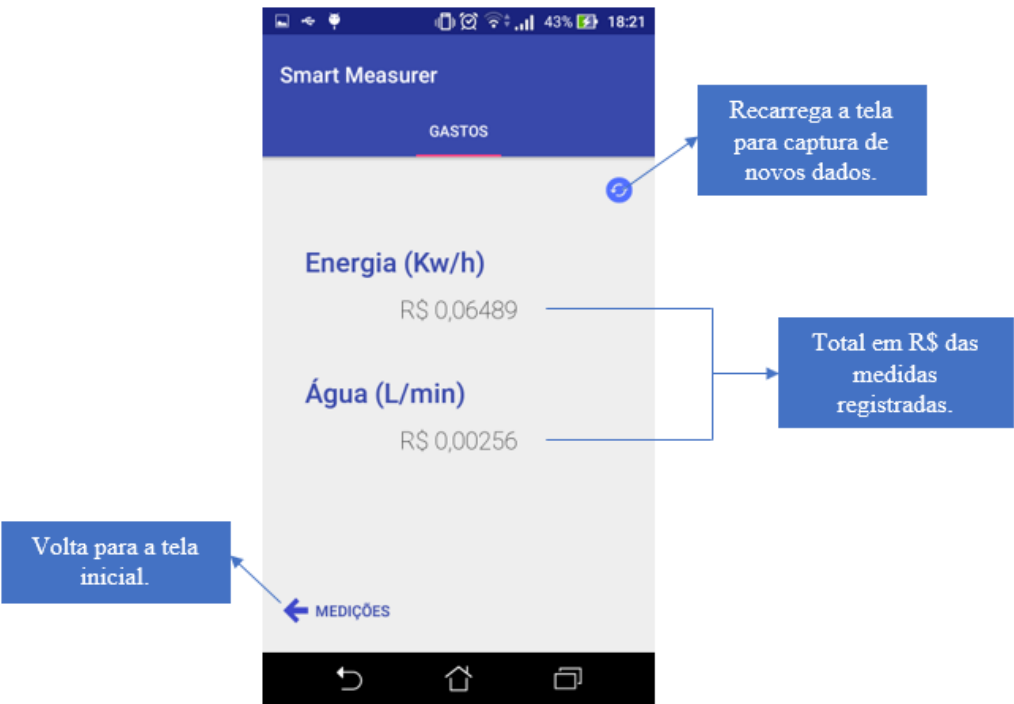 43% 18:21
Smart Measurer
GASTOS
Recarrega a tela
para captura de
novos dados.
Energia (Kw/h)
R$ 0,06489
Total em R$ das
medidas
registradas.
Água (L/min)
R$ 0,00256
Volta para a tela
inicial.
MEDIÇÕES